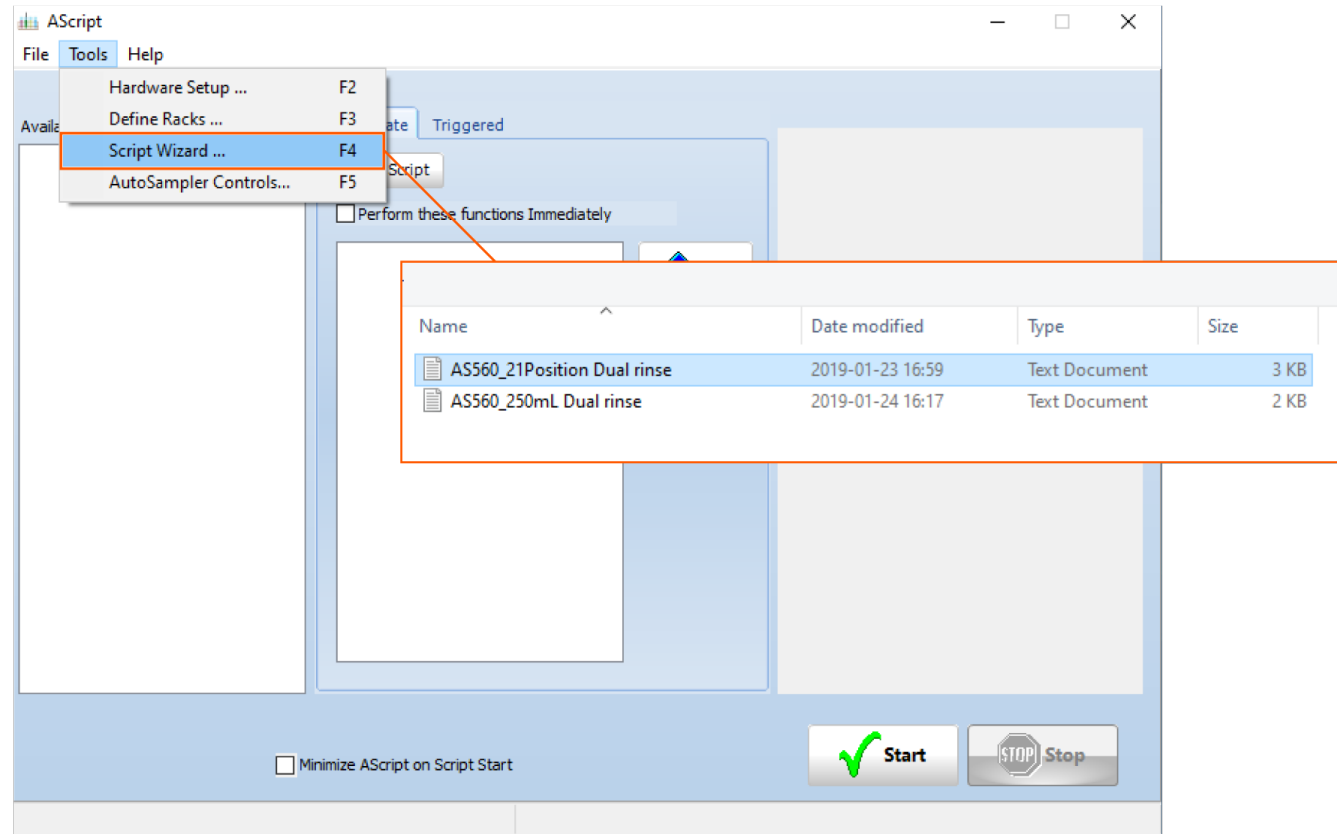 AScript
File Tools Help
Hardware Setup ... F2
Define Racks ... F3
Script Wizard ... F4
AutoSampler Controls... F5
Triggered
Script
Perform these functions Immediately
Name Date modified Type Size
AS560_21Position Dual rinse 2019-01-23 16:59 Text Document 3 KB
AS560_250mL Dual rinse 2019-01-24 16:17 Text Document 2 KB
Minimize AScript on Script Start
Start
STOP Stop